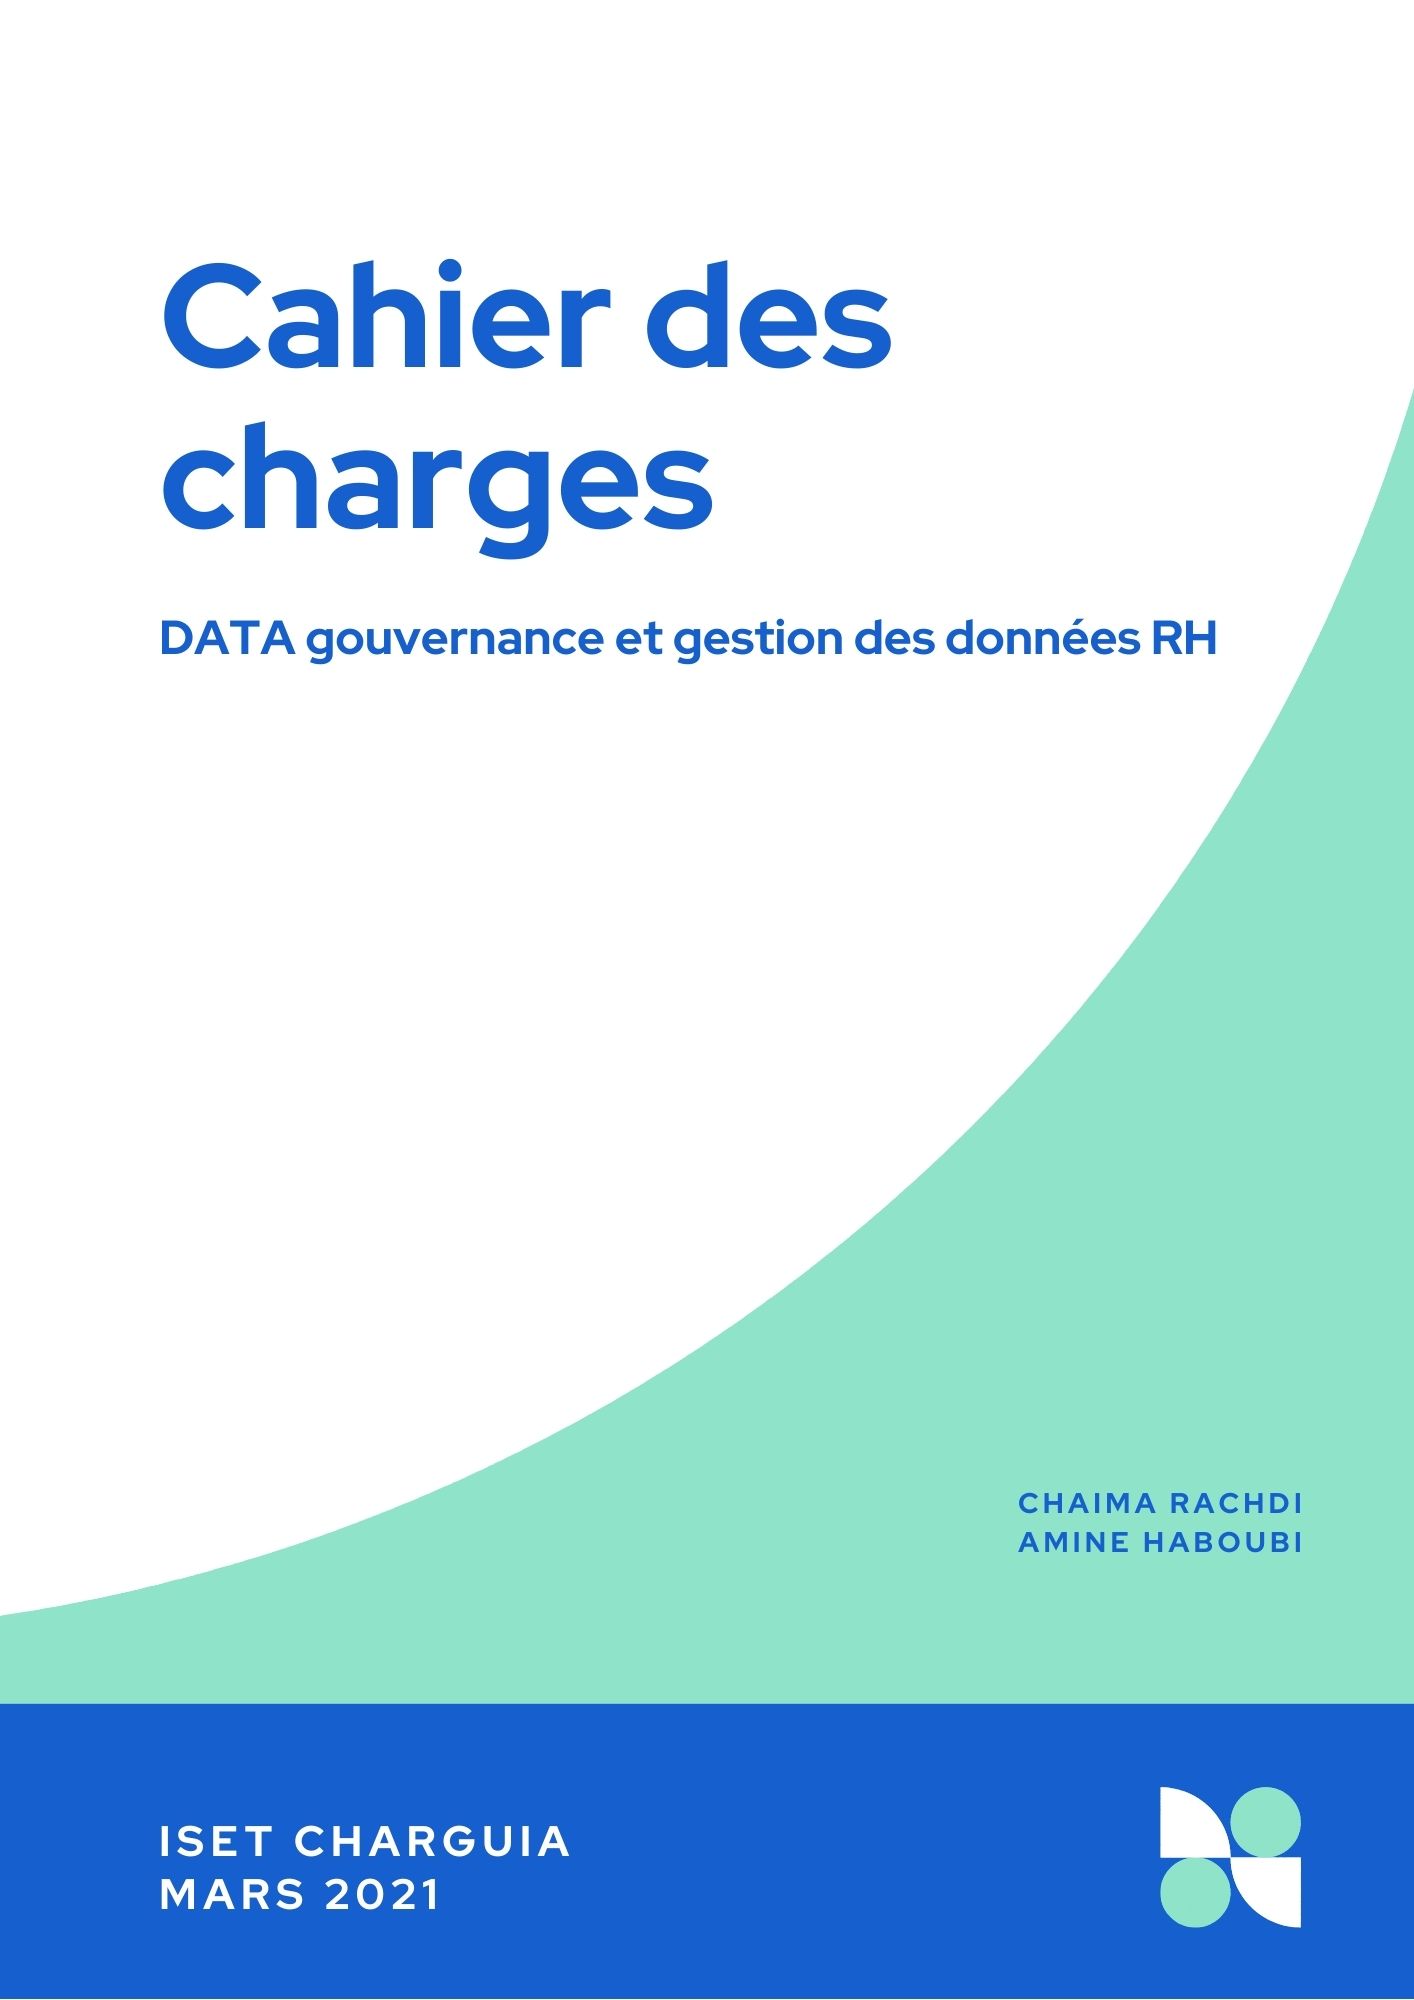 Cahier des
charges
DATA gouvernance et gestion des données RH
CHAIMA RACHDI
AMINE HABOUBI
ISET CHARGUIA
MARS 2021